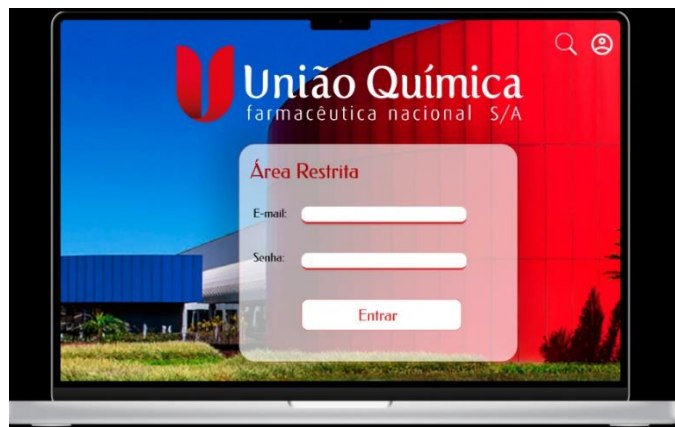 União Química
farmacêutica nacional S/A
Área Restrita
E-mail:
Senha:
Entrar